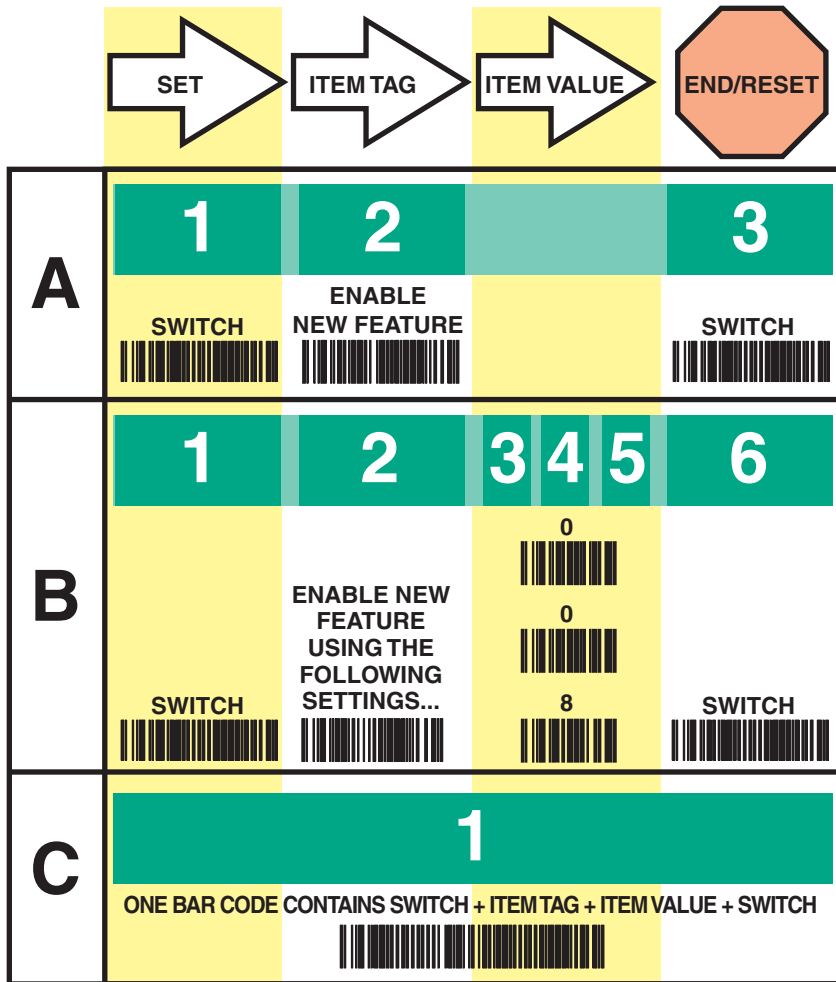 SET
ITEM TAG
ITEM VALUE
END/RESET
A
1
2
3
SWITCH
ENABLE
NEW FEATURE
SWITCH
B
1
2
3
4
5
6
SWITCH
ENABLE NEW
FEATURE
USING THE
FOLLOWING
SETTINGS...
0
0
8
SWITCH
C
1
ONE BAR CODE CONTAINS SWITCH + ITEM TAG + ITEM VALUE + SWITCH